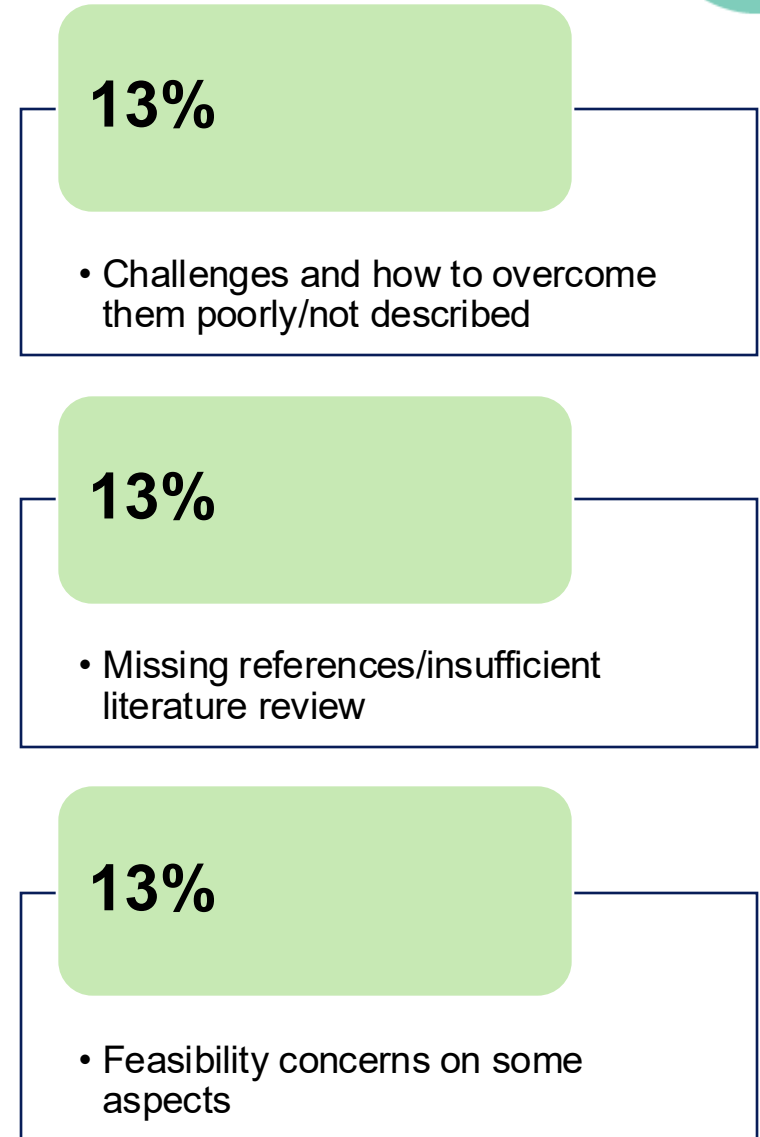 13%
• Challenges and how to overcome
them poorly/not described
13%
• Missing references/insufficient
literature review
13%
• Feasibility concerns on some
aspects